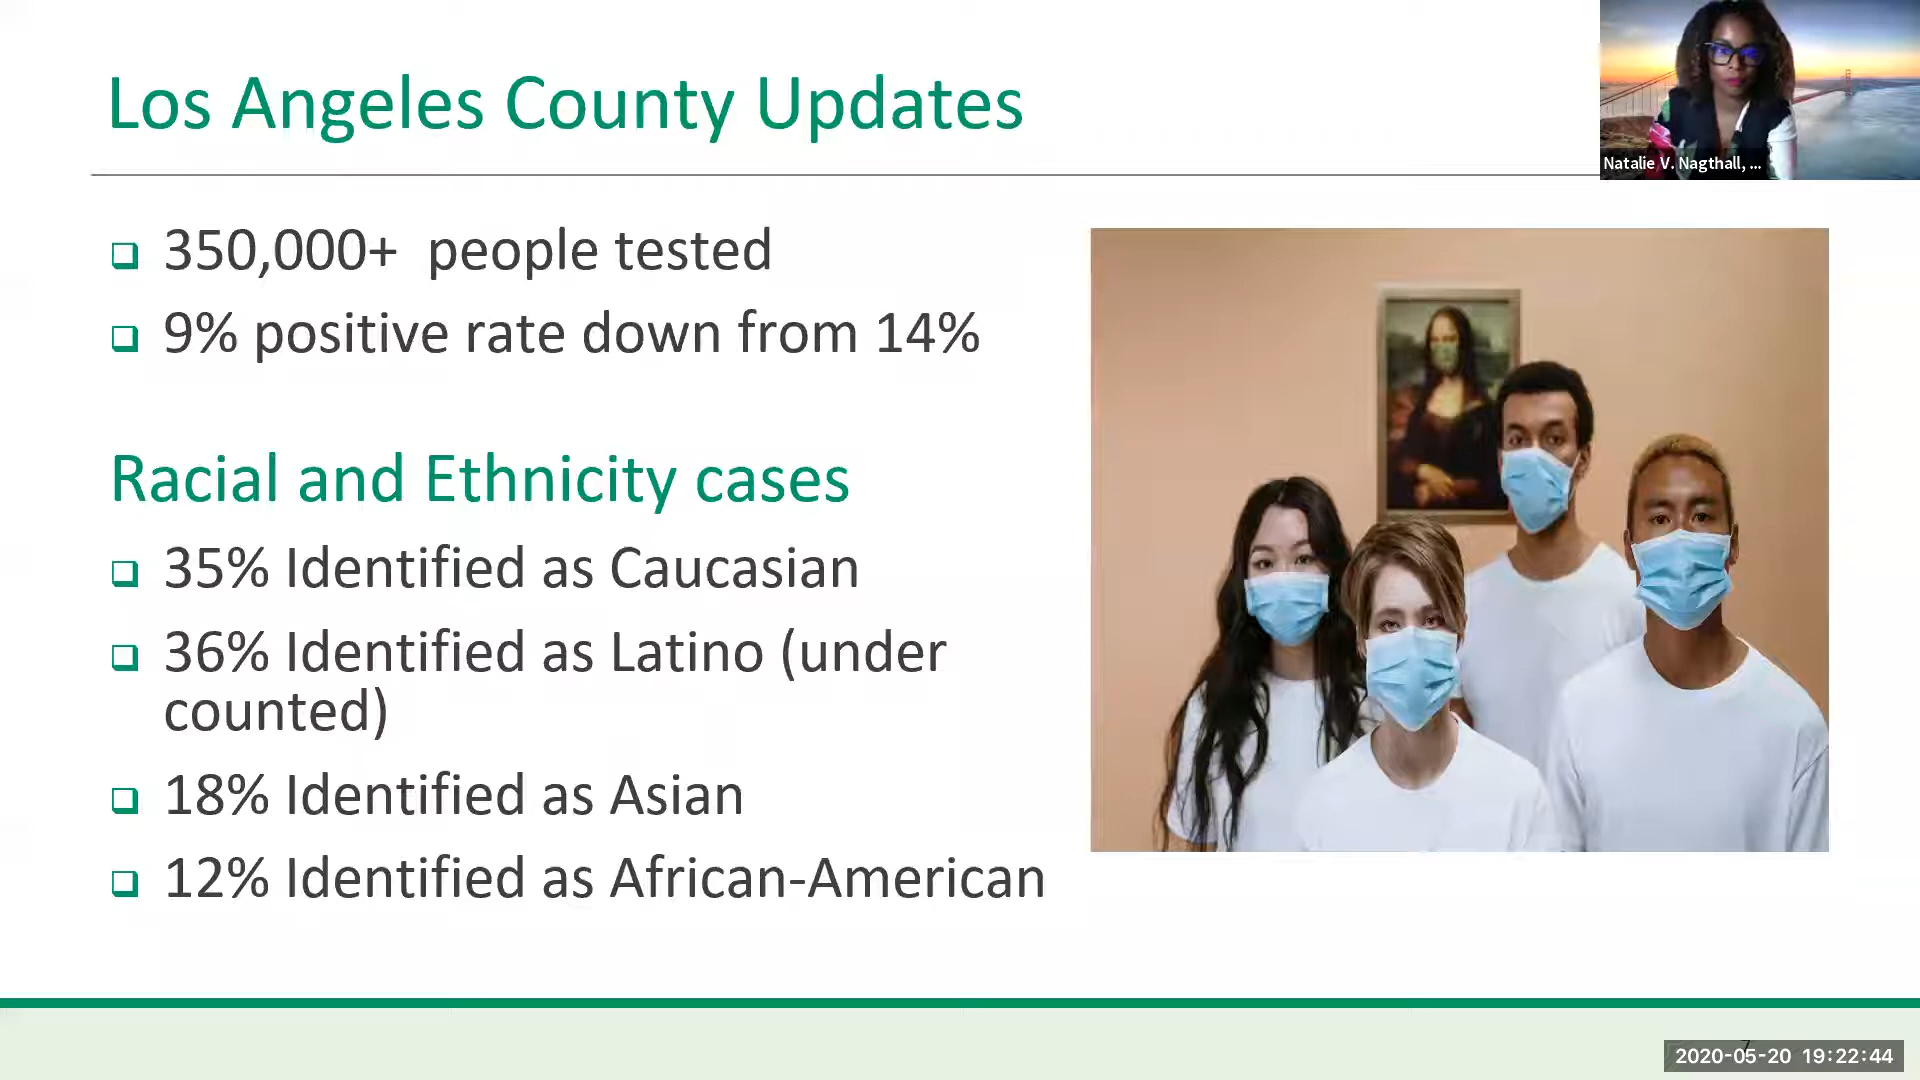 Los Angeles County Updates
Natalie V. Nagthall, ...
350,000+ people tested
9% positive rate down from 14%
Racial and Ethnicity cases
35% Identified as Caucasian
36% Identified as Latino (under
counted)
18% Identified as Asian
12% Identified as African-American
7
2020-05-20 19:22:44